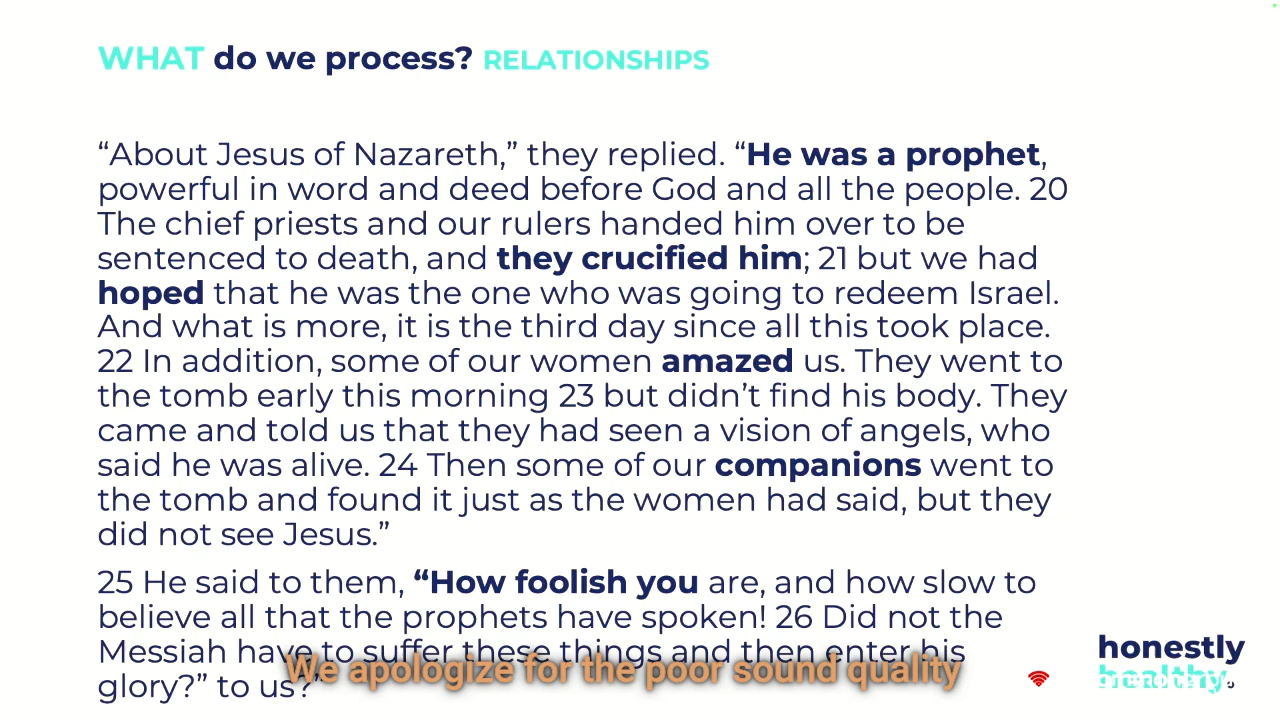 WHAT do we process? RELATIONSHIPS
“About Jesus of Nazareth,” they replied. “He was a prophet,
powerful in word and deed before God and all the people. 20
The chief priests and our rulers handed him over to be
sentenced to death, and they crucified him; 21 but we had
hoped that he was the one who was going to redeem Israel.
And what is more, it is the third day since all this took place.
22 In addition, some of our women amazed us. They went to
the tomb early this morning 23 but didn’t find his body. They
came and told us that they had seen a vision of angels, who
said he was alive. 24 Then some of our companions went to
the tomb and found it just as the women had said, but they
did not see Jesus.”
25 He said to them, “How foolish you are, and how slow to
believe all that the prophets have spoken! 26 Did not the
Messiah have to suffer these things and then enter his
glory?” to us?”
We apologize for the poor sound quality
honestly
healthy